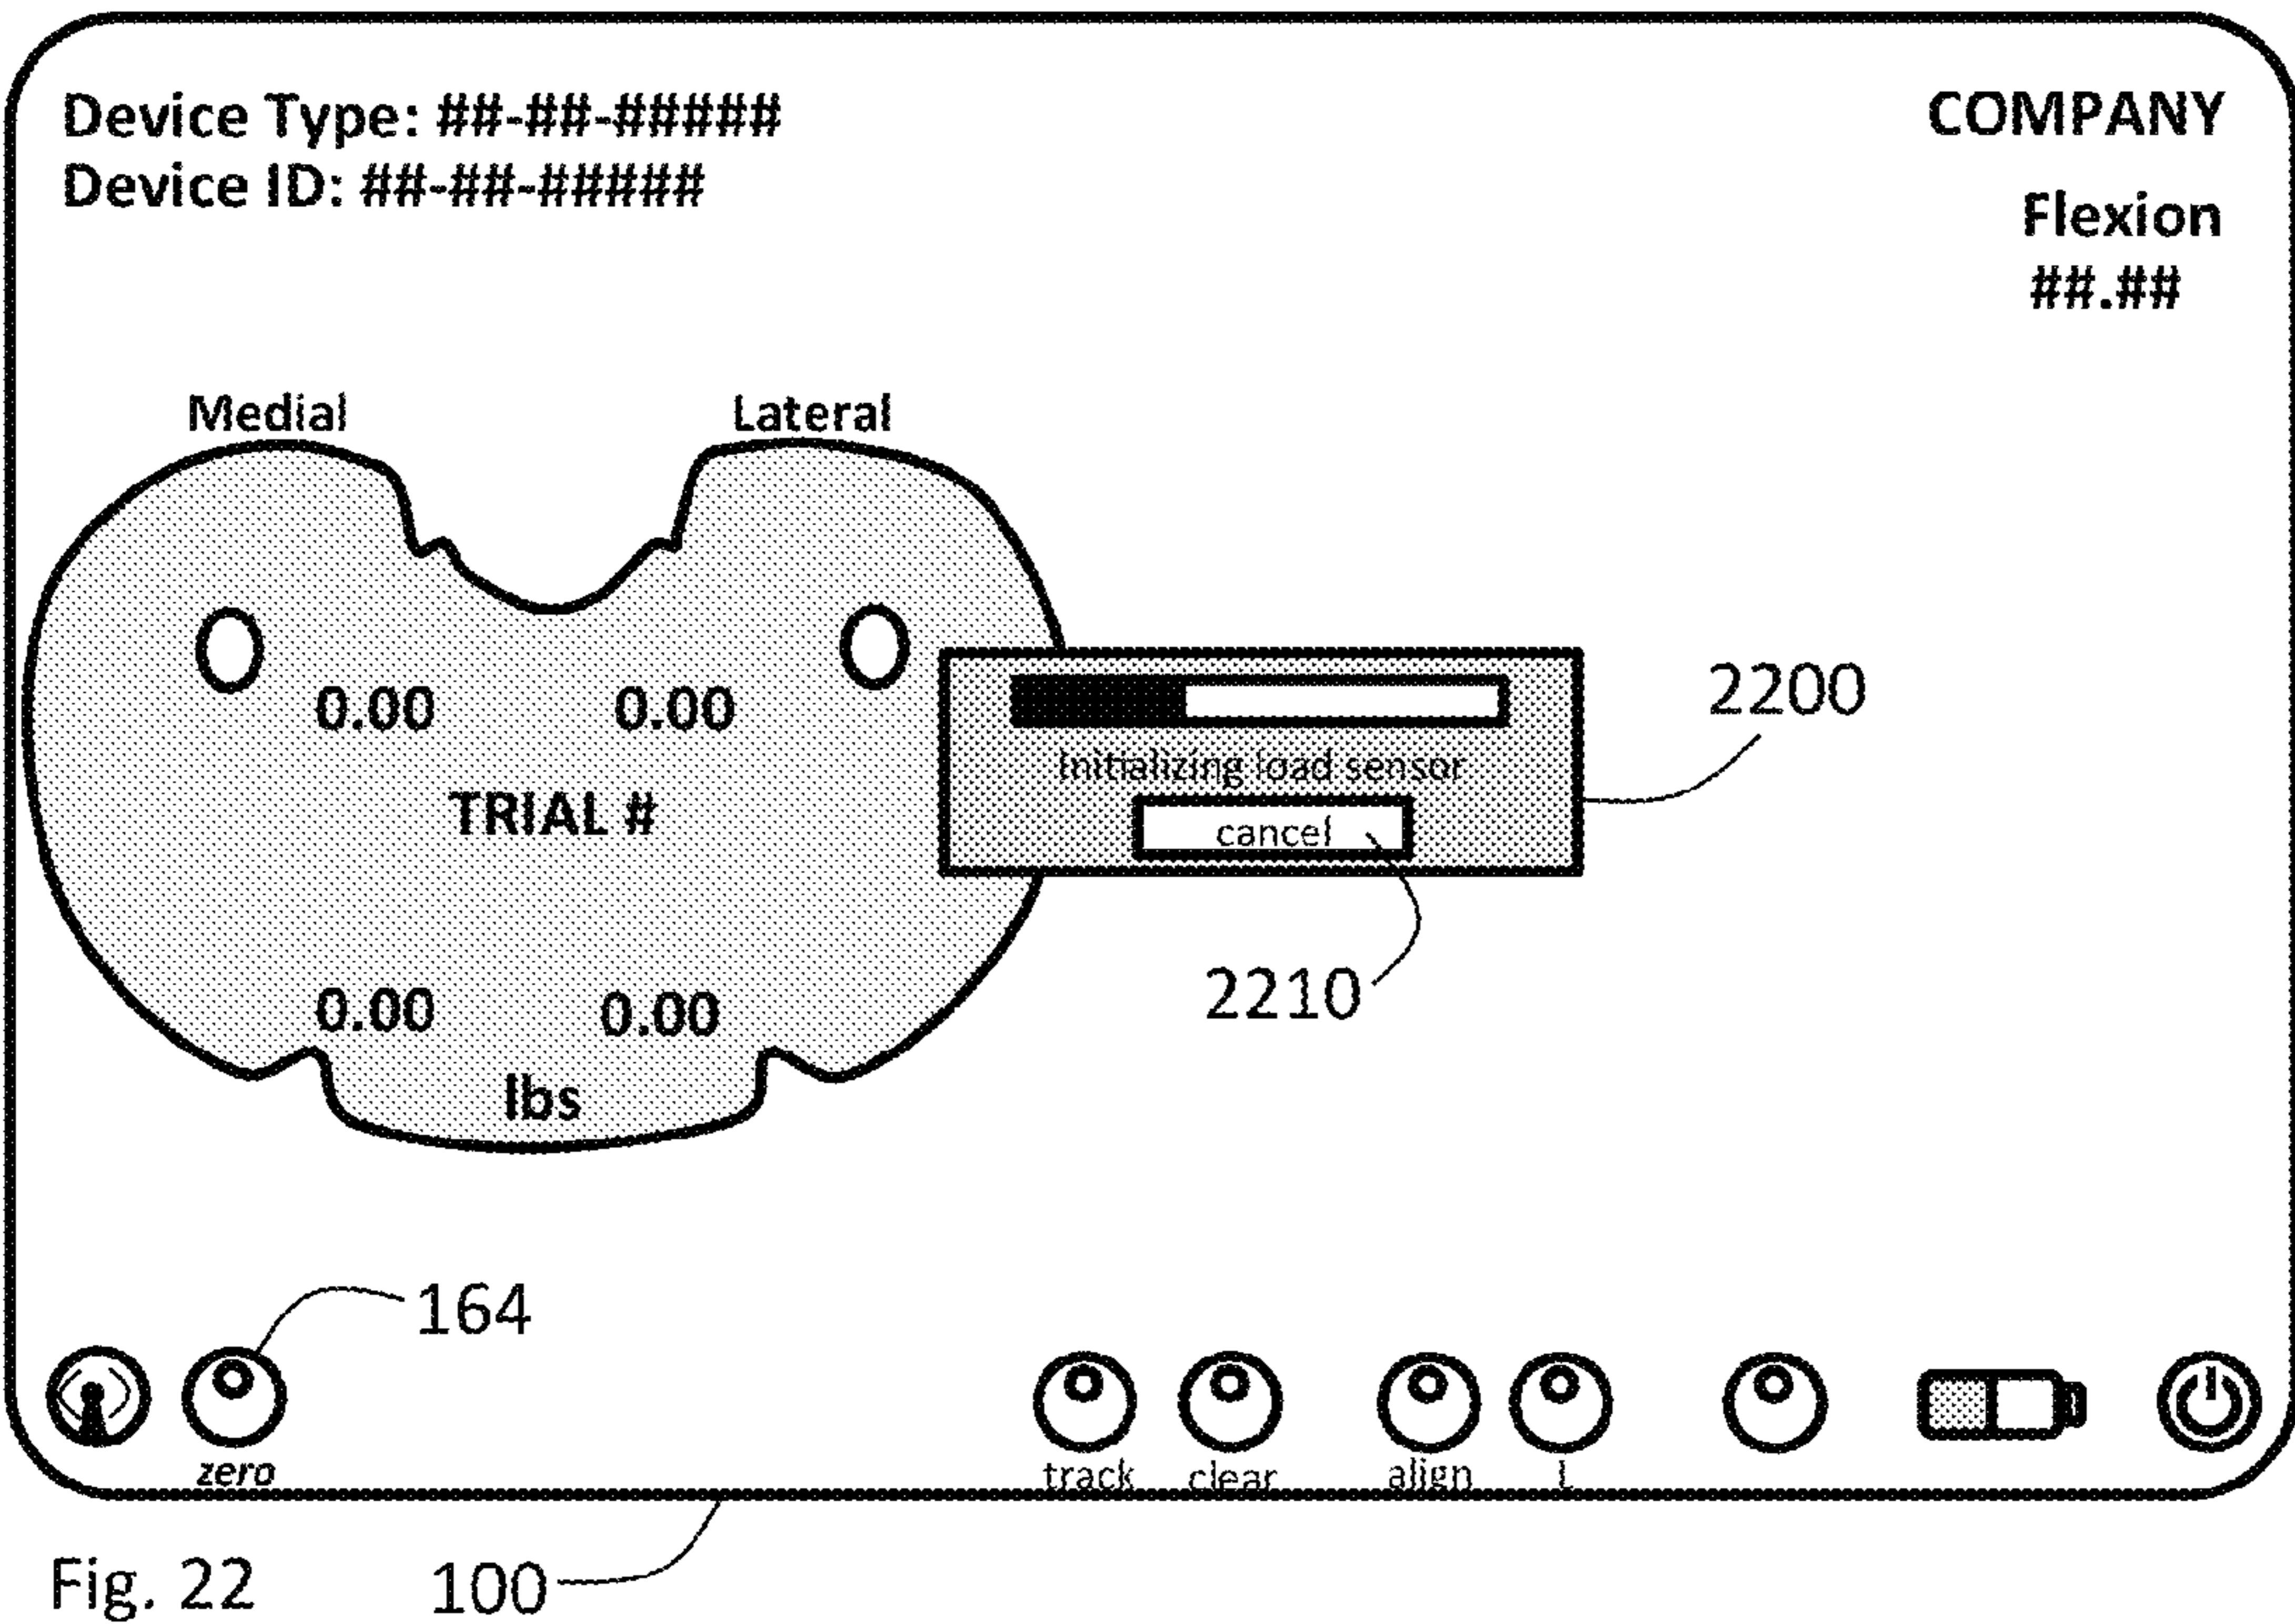 Device Type: ##-##-##### COMPANY
Device ID: ##-##-#####
Flexion
##.##
Medial Lateral
0.00 0.00
2200
Initializing load sensor
TRIAL #
cancel
2210
0.00 0.00
lbs
164
zero track clear align L
Fig. 22 100